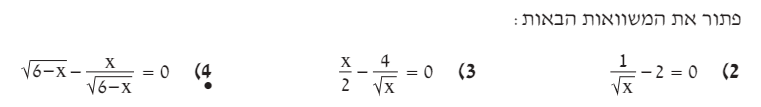 פתור את המשוואות הבאות:
2) 1/√x − 2 = 0   3) x/2 − 4/√x = 0   4) √(6−x) − x/√(6−x) = 0